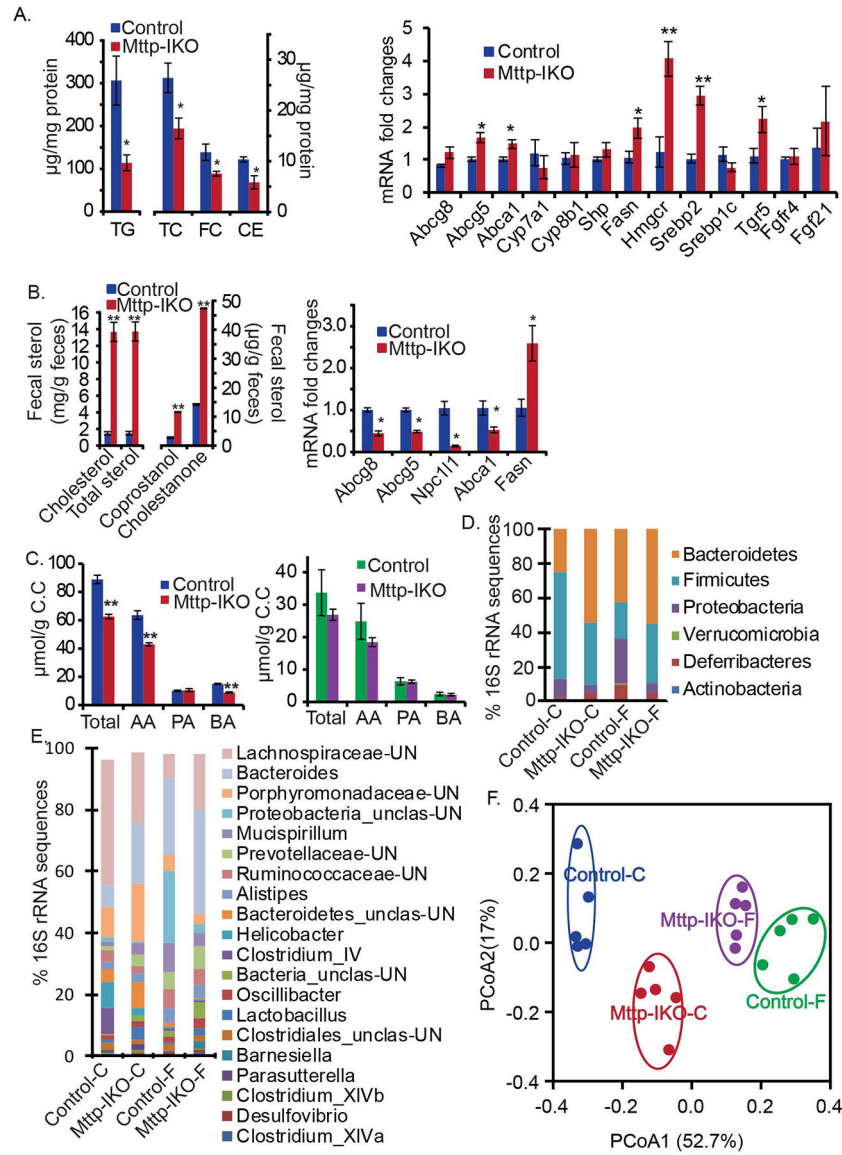 A.
Control
Mttp-IKO
µg/mg protein
400
300
200
100
0
30
20
10
0
µg/mg protein
*
*
*
*
TG
TC
FC
CE
mRNA fold changes
5
4
3
2
1
0
Control
Mttp-IKO
*
*
*
**
**
*
Abcg8
Abcg5
Abca1
Cyp7a1
Cyp8b1
Shp
Fasn
Hmgcr
Srebp2
Srebp1c
Tgr5
Fgfr4
Fgf21
B.
Control
Mttp-IKO
Fecal sterol
(mg/g feces)
16
14
12
10
8
6
4
2
0
50
40
30
20
10
0
Fecal sterol
(µg/g feces)
**
**
**
**
Cholesterol
Total sterol
Coprostanol
Cholestanone
mRNA fold changes
3.0
2.0
1.0
0.0
Control
Mttp-IKO
*
*
*
*
*
Abcg8
Abcg5
Npc1l1
Abca1
Fasn
C.
µmol/g C.C
100
80
60
40
20
0
Control
Mttp-IKO
**
**
**
Total
AA
PA
BA
µmol/g C.C
40
30
20
10
0
Control
Mttp-IKO
Total
AA
PA
BA
D.
% 16S rRNA sequences
100
80
60
40
20
0
Control-C
Mttp-IKO-C
Control-F
Mttp-IKO-F
Bacteroidetes
Firmicutes
Proteobacteria
Verrucomicrobia
Deferribacteres
Actinobacteria
E.
% 16S rRNA sequences
100
80
60
40
20
0
Control-C
Mttp-IKO-C
Control-F
Mttp-IKO-F
Lachnospiraceae-UN
Bacteroides
Porphyromonadaceae-UN
Proteobacteria_unclas-UN
Mucispirillum
Prevotellaceae-UN
Ruminococcaceae-UN
Alistipes
Bacteroidetes_unclas-UN
Helicobacter
Clostridium_IV
Bacteria_unclas-UN
Oscillibacter
Lactobacillus
Clostridiales_unclas-UN
Barnesiella
Parasutterella
Clostridium_XIVb
Desulfovibrio
Clostridium_XIVa
F.
PCoA2(17%)
0.4
0.2
0.0
-0.2
-0.4
Control-C
Mttp-IKO-F
Mttp-IKO-C
Control-F
-0.4
-0.2
0.0
0.2
0.4
PCoA1 (52.7%)